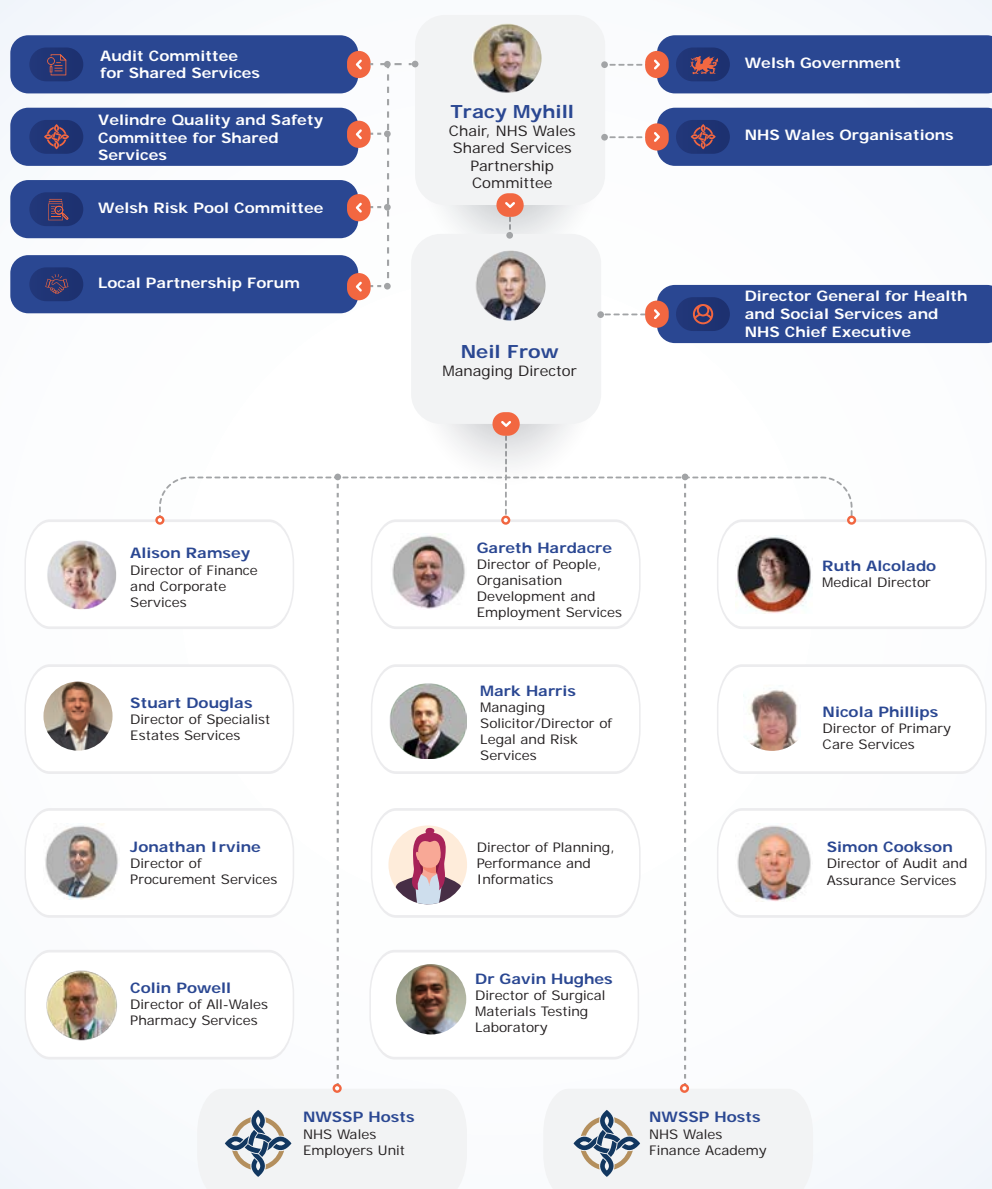 Audit Committee
for Shared Services
Velindre Quality and Safety
Committee for Shared
Services
Welsh Risk Pool Committee
Local Partnership Forum
Tracy Myhill
Chair, NHS Wales
Shared Services
Partnership
Committee
Welsh Government
NHS Wales Organisations
Neil Frow
Managing Director
Director General for Health
and Social Services and
NHS Chief Executive
Alison Ramsey
Director of Finance
and Corporate
Services
Gareth Hardacre
Director of People,
Organisation
Development and
Employment Services
Ruth Alcolado
Medical Director
Stuart Douglas
Director of Specialist
Estates Services
Mark Harris
Managing
Solicitor/Director of
Legal and Risk
Services
Nicola Phillips
Director of Primary
Care Services
Jonathan Irvine
Director of
Procurement Services
Director of Planning,
Performance and
Informatics
Simon Cookson
Director of Audit and
Assurance Services
Colin Powell
Director of All-Wales
Pharmacy Services
Dr Gavin Hughes
Director of Surgical
Materials Testing
Laboratory
NWSSP Hosts
NHS Wales
Employers Unit
NWSSP Hosts
NHS Wales
Finance Academy